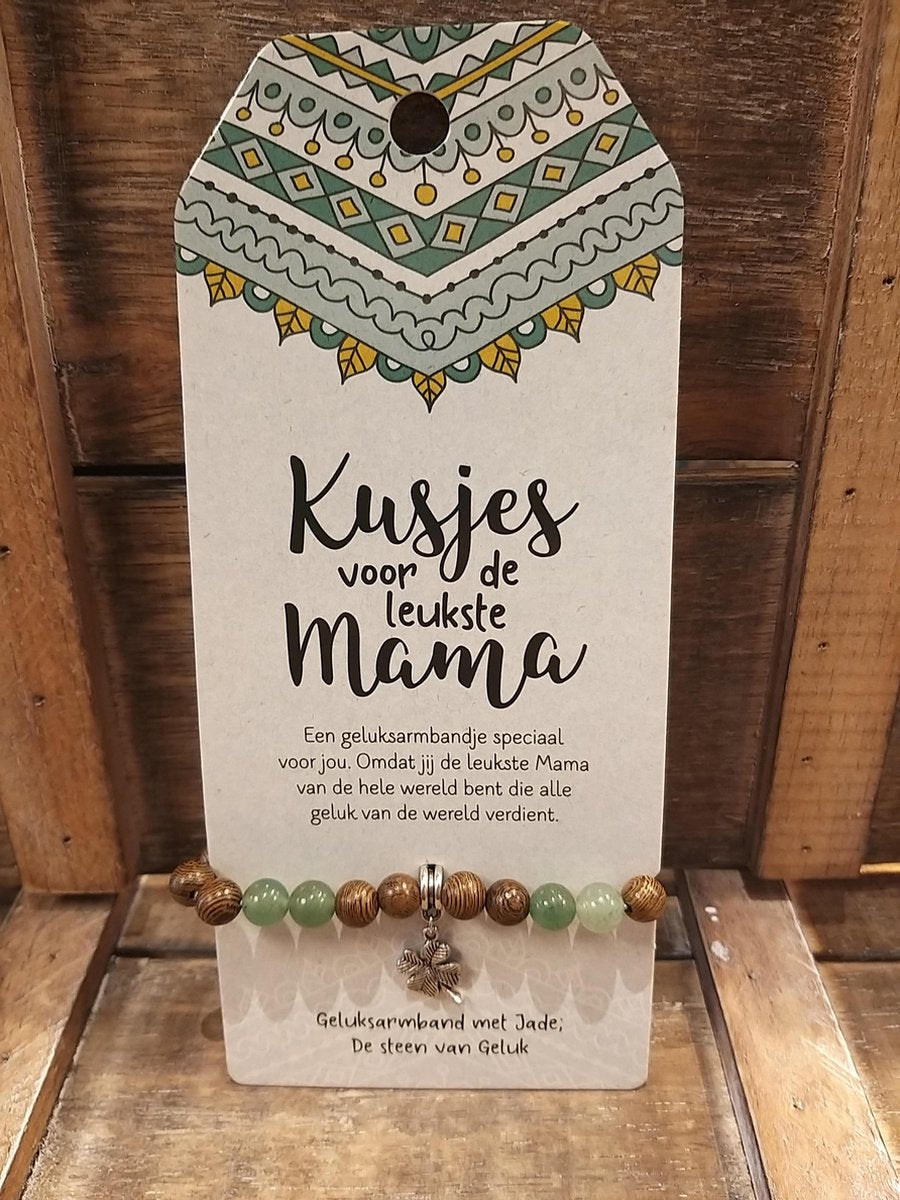 Kusjes
voor de
leukste
Mama
Een geluksarmbandje speciaal
voor jou. Omdat jij de leukste Mama
van de hele wereld bent die alle
geluk van de wereld verdient.
Geluksarmband met Jade;
De steen van Geluk